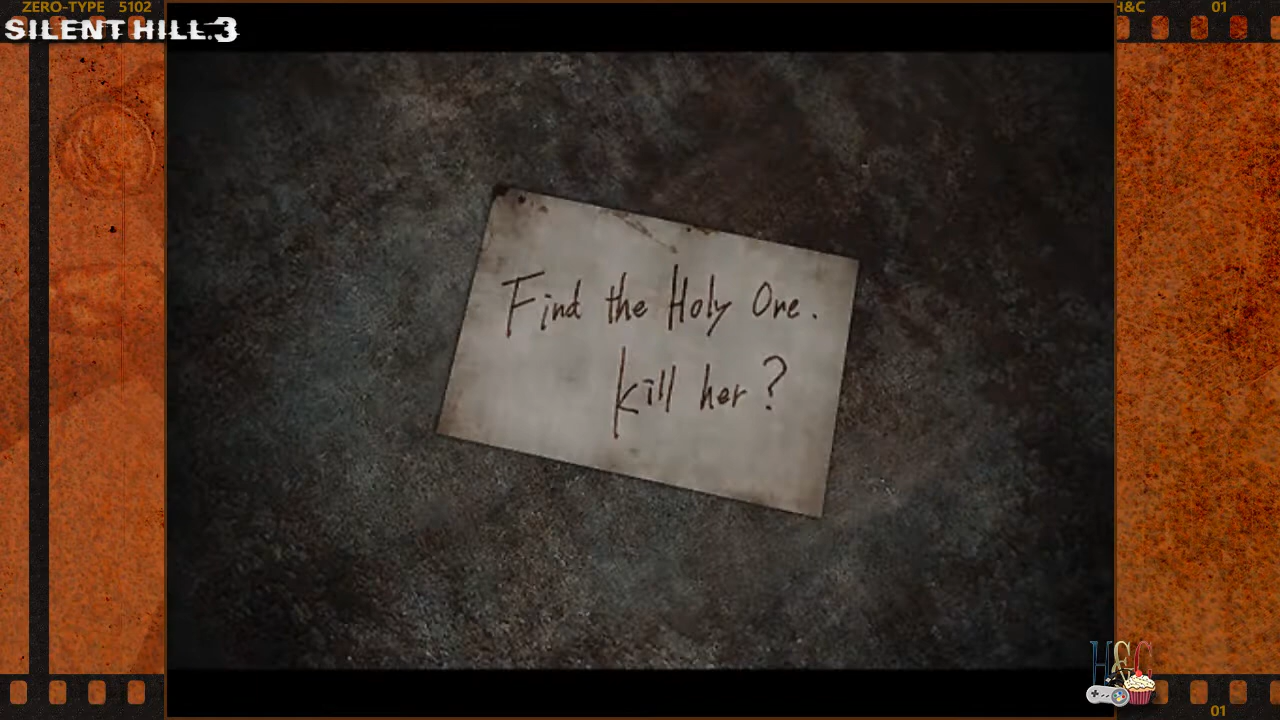 ZERO-TYPE 5102
H&C 01
SILENT HILL 3
Find the Holy One.
kill her?
H&C
01